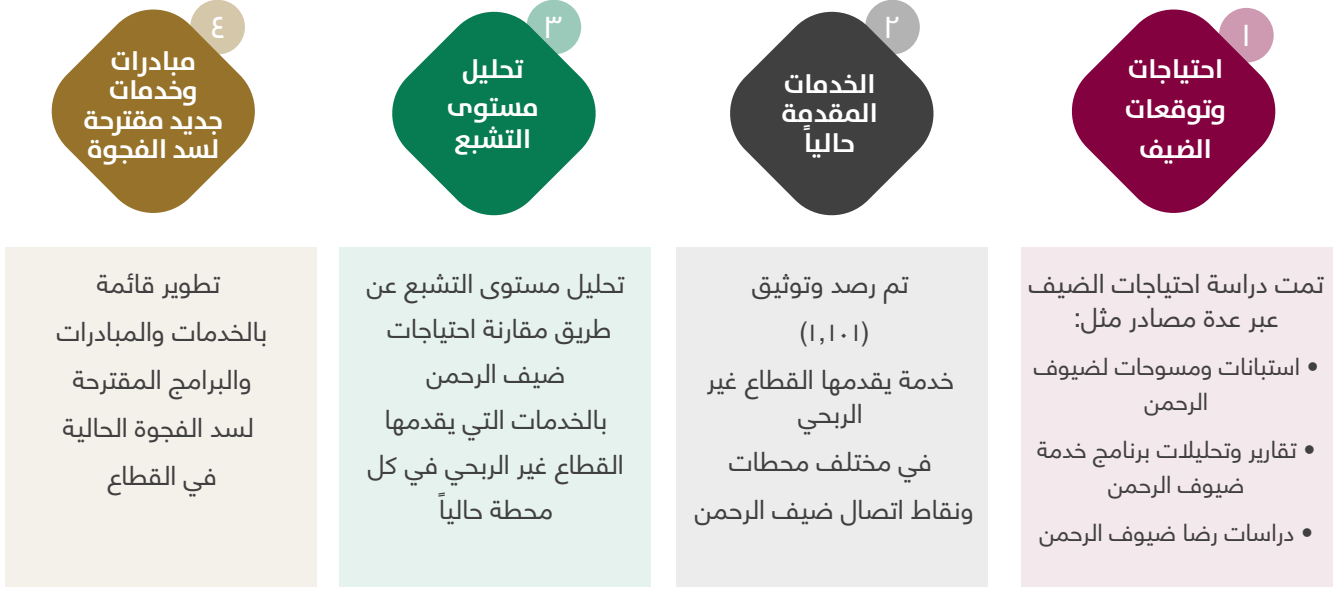 ١
احتياجات
وتوقعات
الضيف
تمت دراسة احتياجات الضيف
عبر عدة مصادر مثل:
• استبانات ومسوحات لضيوف
الرحمن
• تقارير وتحليلات برنامج خدمة
ضيوف الرحمن
• دراسات رضا ضيوف الرحمن
٢
الخدمات
المقدمة
حالياً
تم رصد وتوثيق
(١,١٠١)
خدمة يقدمها القطاع غير
الربحي
في مختلف محطات
ونقاط اتصال ضيف الرحمن
٣
تحليل
مستوى
التشبع
تحليل مستوى التشبع عن
طريق مقارنة احتياجات
ضيف الرحمن
بالخدمات التي يقدمها
القطاع غير الربحي في كل
محطة حالياً
٤
مبادرات
وخدمات
جديد مقترحة
لسد الفجوة
تطوير قائمة
بالخدمات والمبادرات
والبرامج المقترحة
لسد الفجوة الحالية
في القطاع